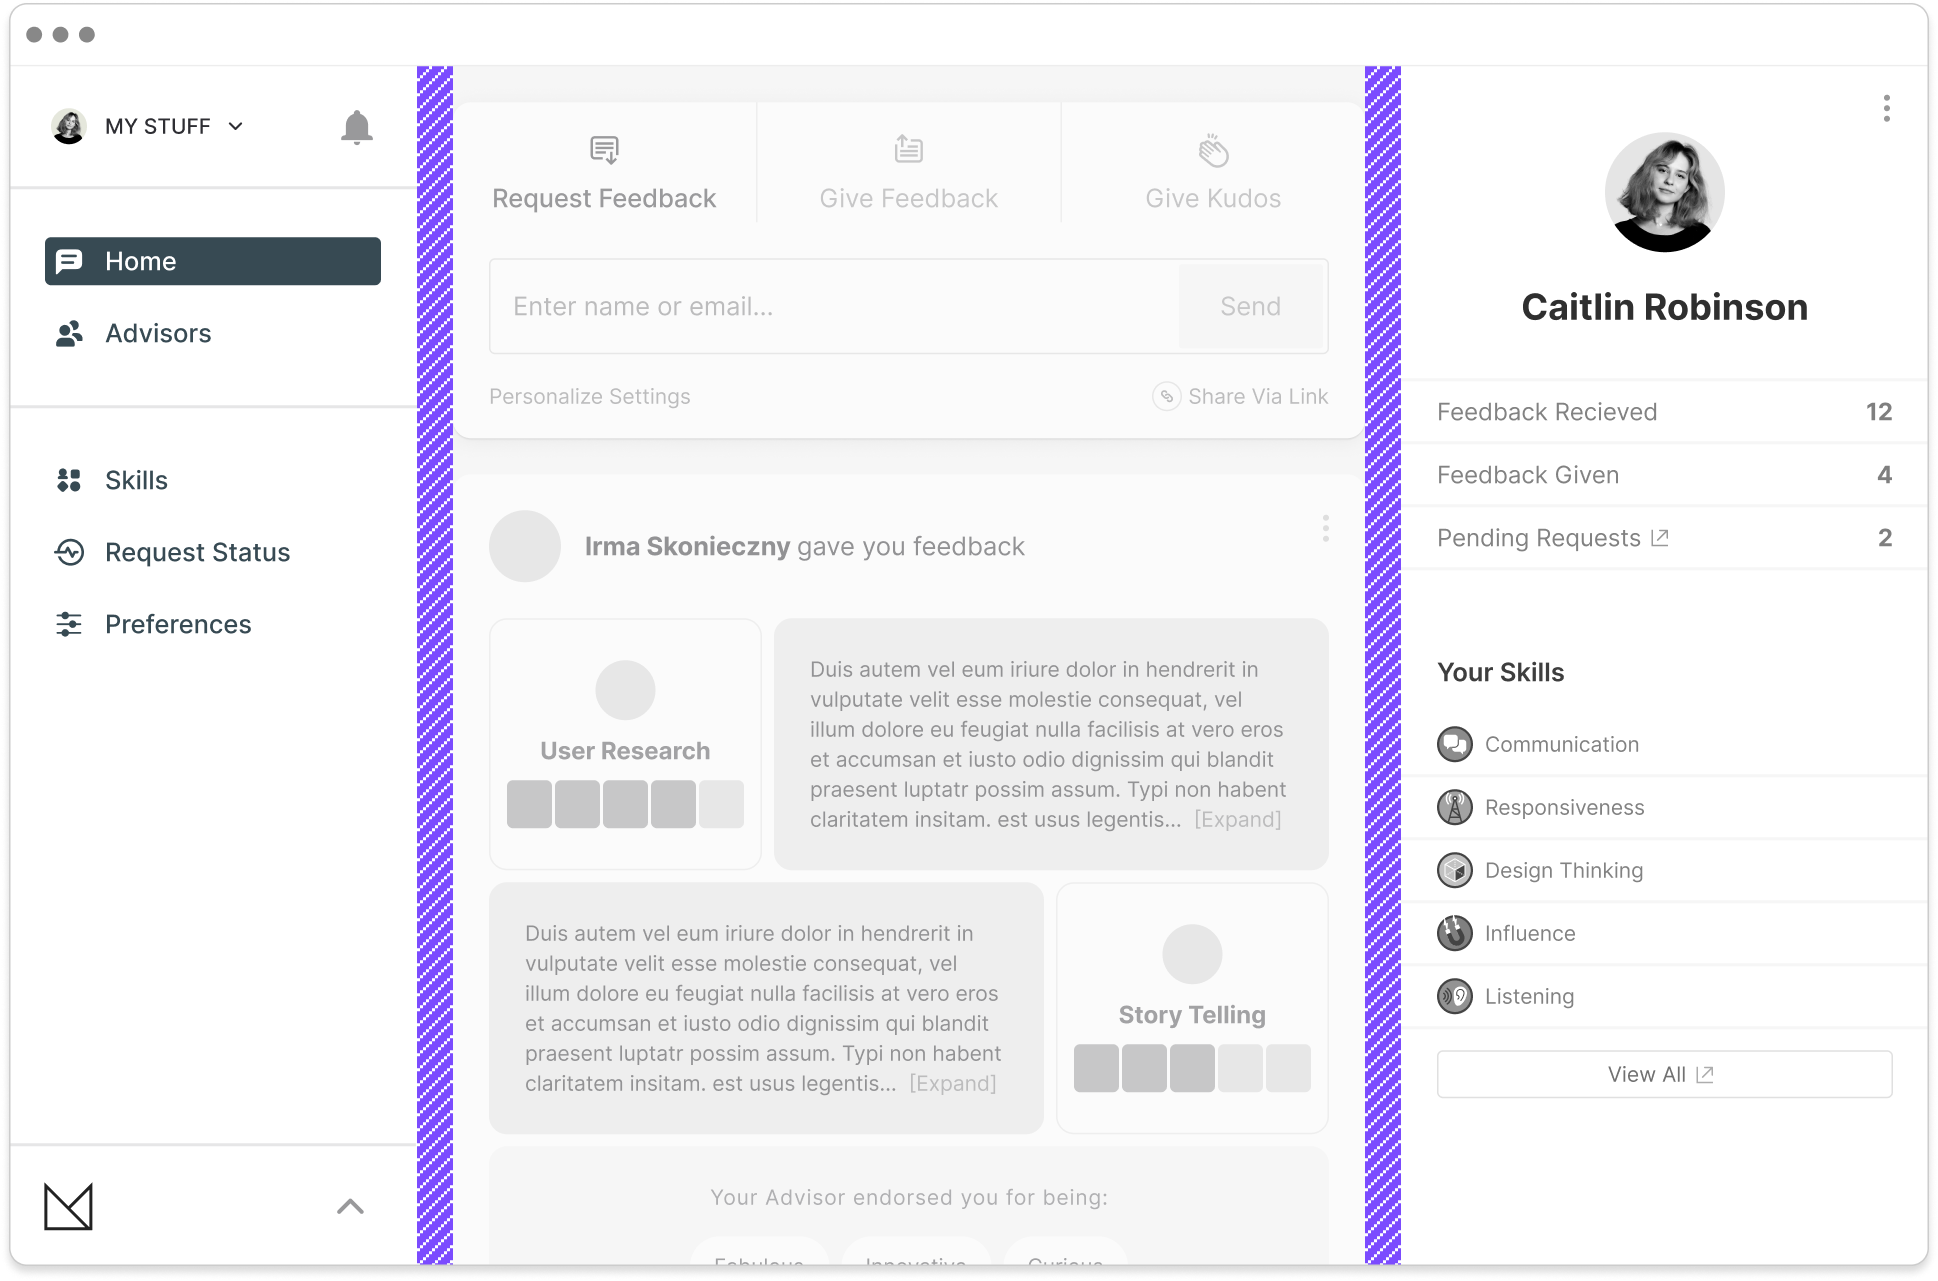 MY STUFF
Home
Advisors
Skills
Request Status
Preferences
Request Feedback
Give Feedback
Give Kudos
Enter name or email...
Send
Personalize Settings
Share Via Link
Irma Skonieczny gave you feedback
User Research
Duis autem vel eum iriure dolor in hendrerit in
vulputate velit esse molestie consequat, vel
illum dolore eu feugiat nulla facilisis at vero eros
et accumsan et iusto odio dignissim qui blandit
praesent luptatr possim assum. Typi non habent
claritatem insitam. est usus legentis... [Expand]
Duis autem vel eum iriure dolor in hendrerit in
vulputate velit esse molestie consequat, vel
illum dolore eu feugiat nulla facilisis at vero eros
et accumsan et iusto odio dignissim qui blandit
praesent luptatr possim assum. Typi non habent
claritatem insitam. est usus legentis... [Expand]
Story Telling
Your Advisor endorsed you for being:
Fabulous
Innovative
Curious
Caitlin Robinson
Feedback Recieved 12
Feedback Given 4
Pending Requests 2
Your Skills
Communication
Responsiveness
Design Thinking
Influence
Listening
View All